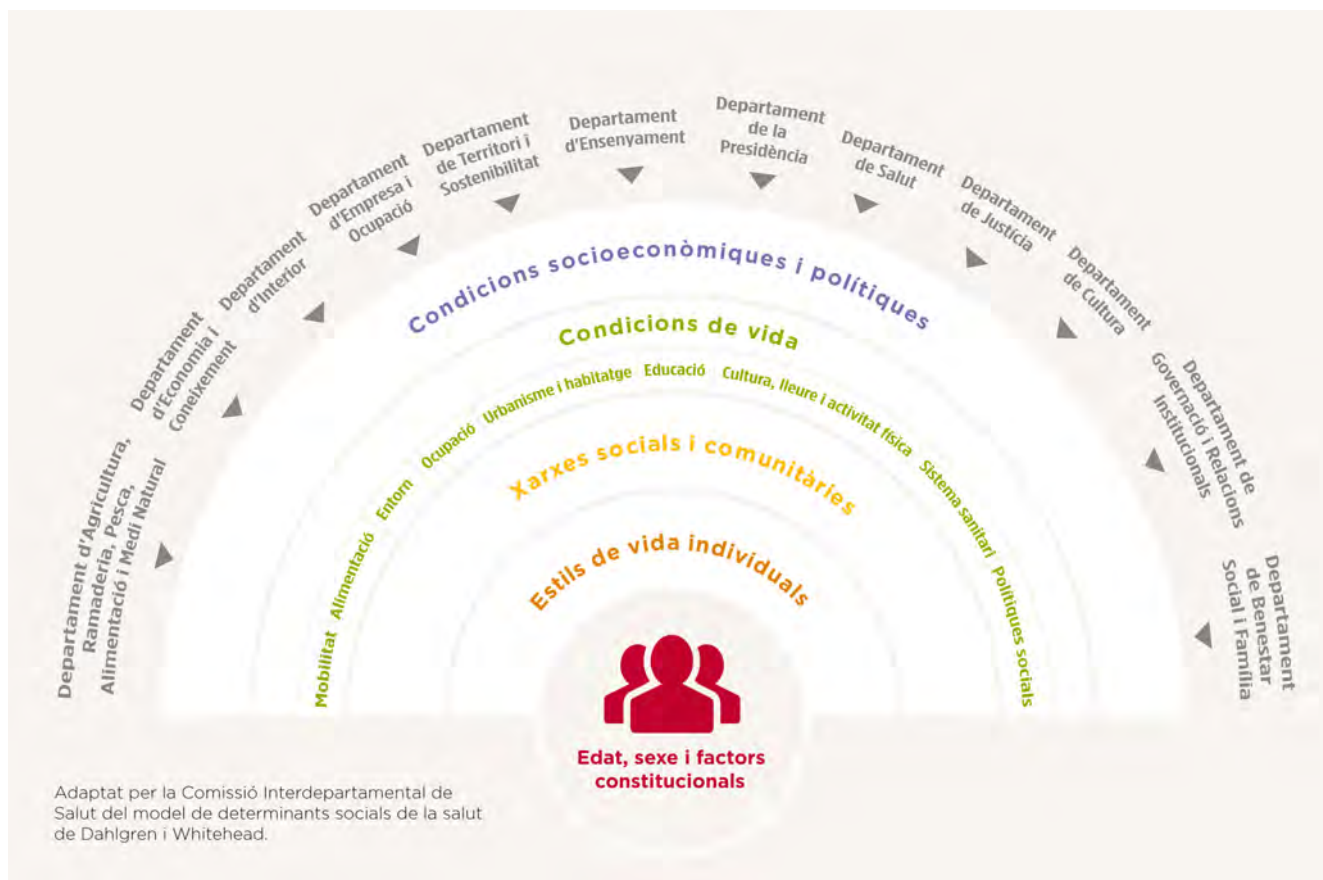 Departament d'Agricultura,
Ramaderia, Pesca,
Alimentació i Medi Natural
Departament
d'Economia i
Coneixement
Departament
d'Interior
Departament
d'Empresa i
Ocupació
Departament
de Territori i
Sostenibilitat
Departament
d'Ensenyament
Departament
de la
Presidència
Departament
de Salut
Departament
de Justícia
Departament
de Cultura
Departament de
Governació i Relacions
Institucionals
Departament
de Benestar
Social i Família
Condicions socioeconòmiques i polítiques
Condicions de vida
Mobilitat
Alimentació
Entorn
Ocupació
Urbanisme i habitatge
Educació
Cultura, lleure i activitat física
Sistema sanitari
Polítiques socials
Xarxes socials i comunitàries
Estils de vida individuals
Edat, sexe i factors
constitucionals
Adaptat per la Comissió Interdepartamental de
Salut del model de determinants socials de la salut
de Dahlgren i Whitehead.